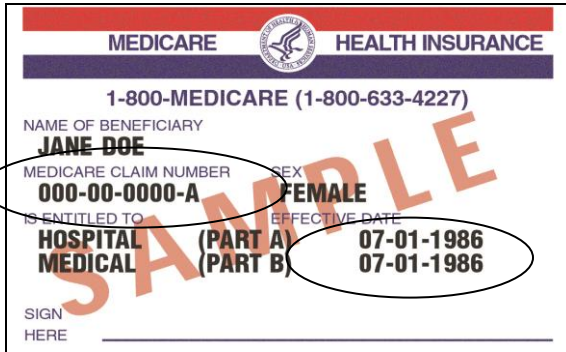 MEDICARE HEALTH INSURANCE
1-800-MEDICARE (1-800-633-4227)
NAME OF BENEFICIARY
JANE DOE
MEDICARE CLAIM NUMBER SEX
000-00-0000-A FEMALE
IS ENTITLED TO EFFECTIVE DATE
HOSPITAL (PART A) 07-01-1986
MEDICAL (PART B) 07-01-1986
SAMPLE
SIGN
HERE